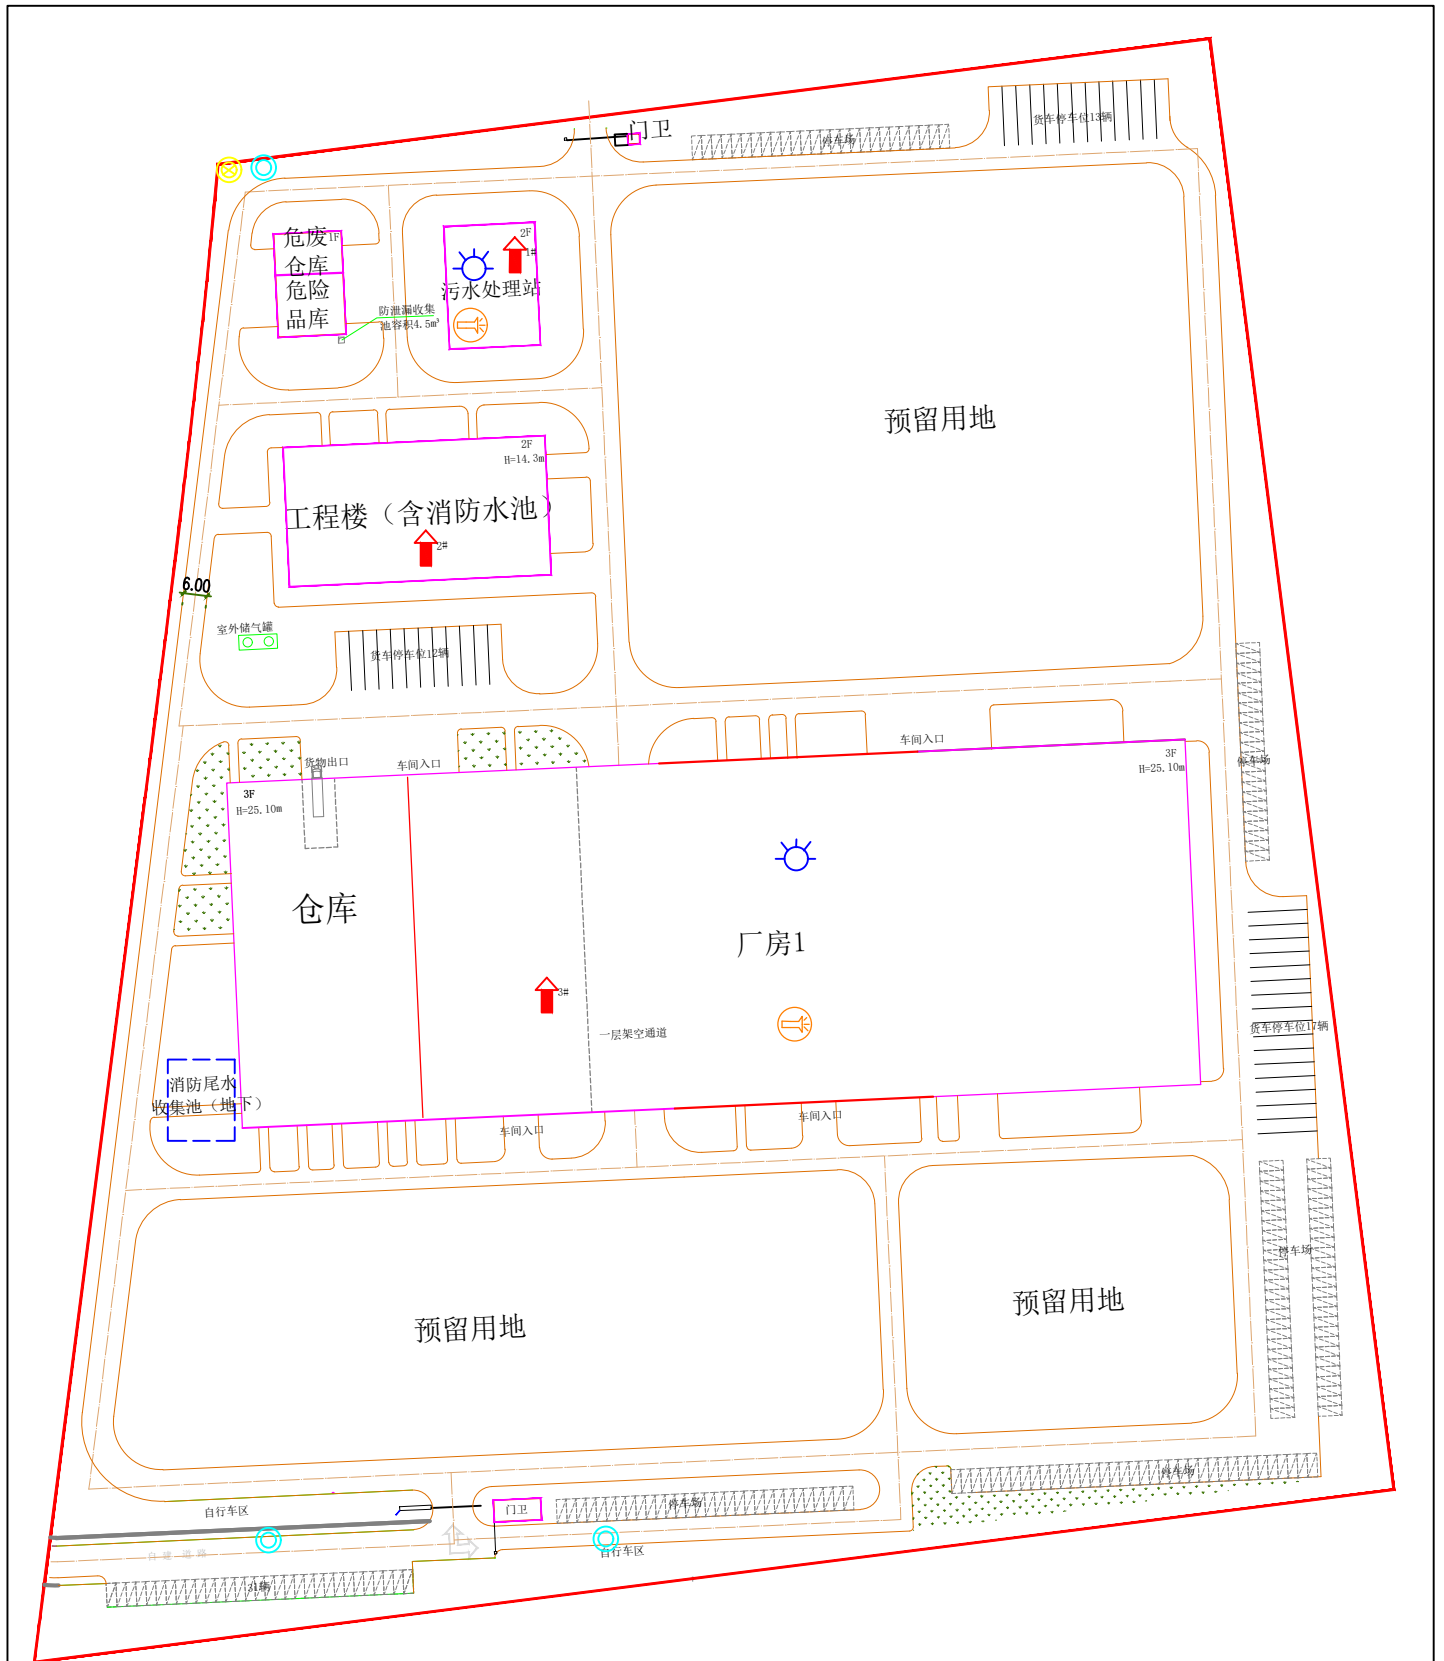 门卫
停车场
货车停车位13辆
危废
仓库
1F
危险
品库
防泄漏收集
池容积4.5m³
2F
1#
污水处理站
预留用地
2F
H=14.3m
工程楼（含消防水池）
2#
6.00
室外储气罐
货车停车位12辆
货物出口
车间入口
车间入口
3F
H=25.10m
3F
H=25.10m
停车场
仓库
厂房1
3#
一层架空通道
货车停车位17辆
消防尾水
收集池（地下）
车间入口
车间入口
停车场
预留用地
预留用地
停车场
自行车区
门卫
停车场
自行车区
自建道路
31辆